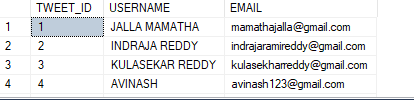 TWEET_ID USERNAME EMAIL
1 1 JALLA MAMATHA mamathajalla@gmail.com
2 2 INDRAJA REDDY indrajaramireddy@gmail.com
3 3 KULASEKAR REDDY kulasekharreddy@gmail.com
4 4 AVINASH avinash123@gmail.com